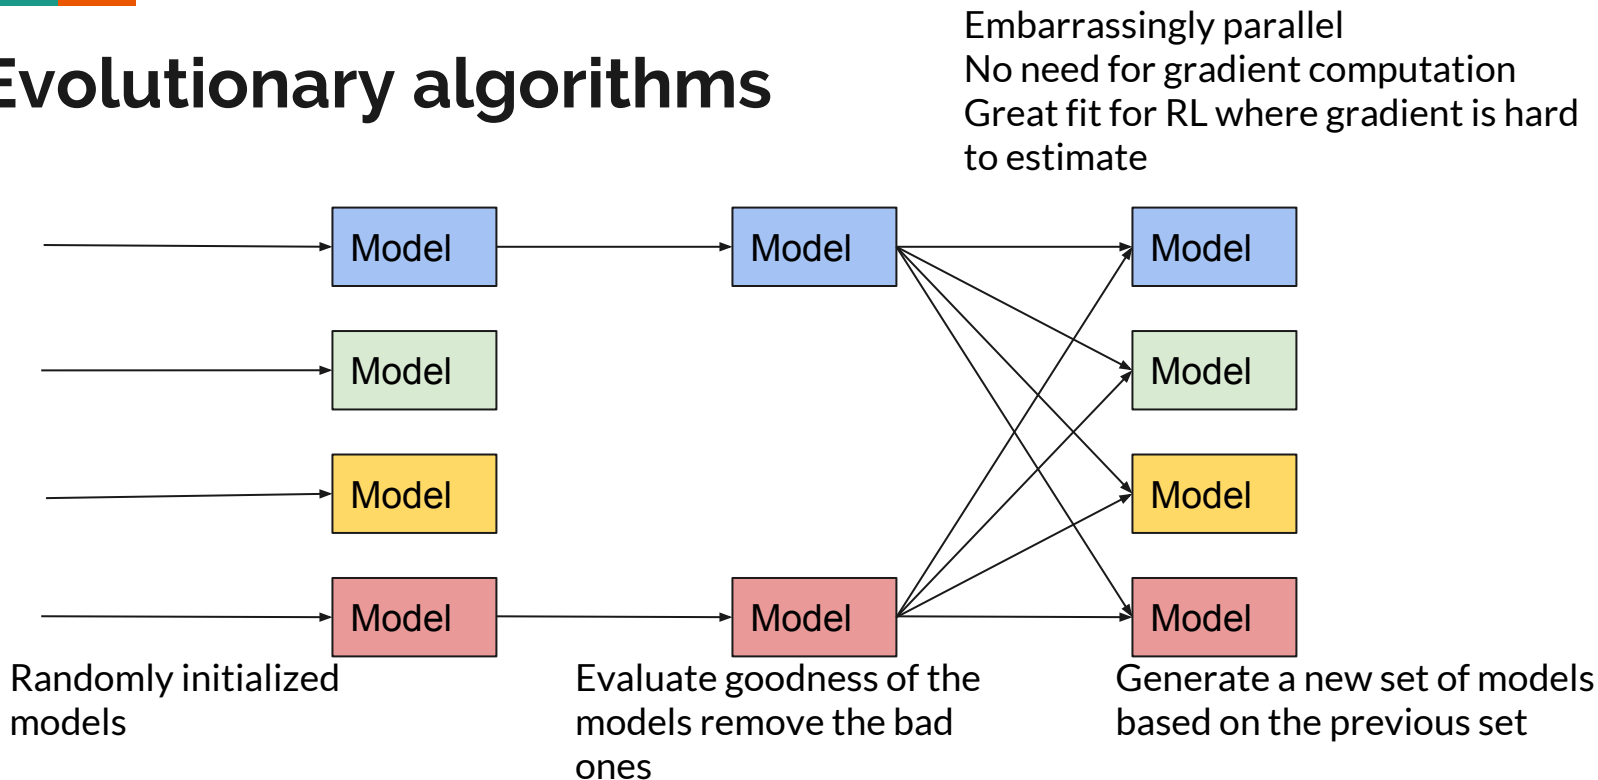 Evolutionary algorithms
Embarrassingly parallel
No need for gradient computation
Great fit for RL where gradient is hard
to estimate
Model
Model
Model
Model
Model
Model
Model
Model
Model
Model
Randomly initialized
models
Evaluate goodness of the
models remove the bad
ones
Generate a new set of models
based on the previous set